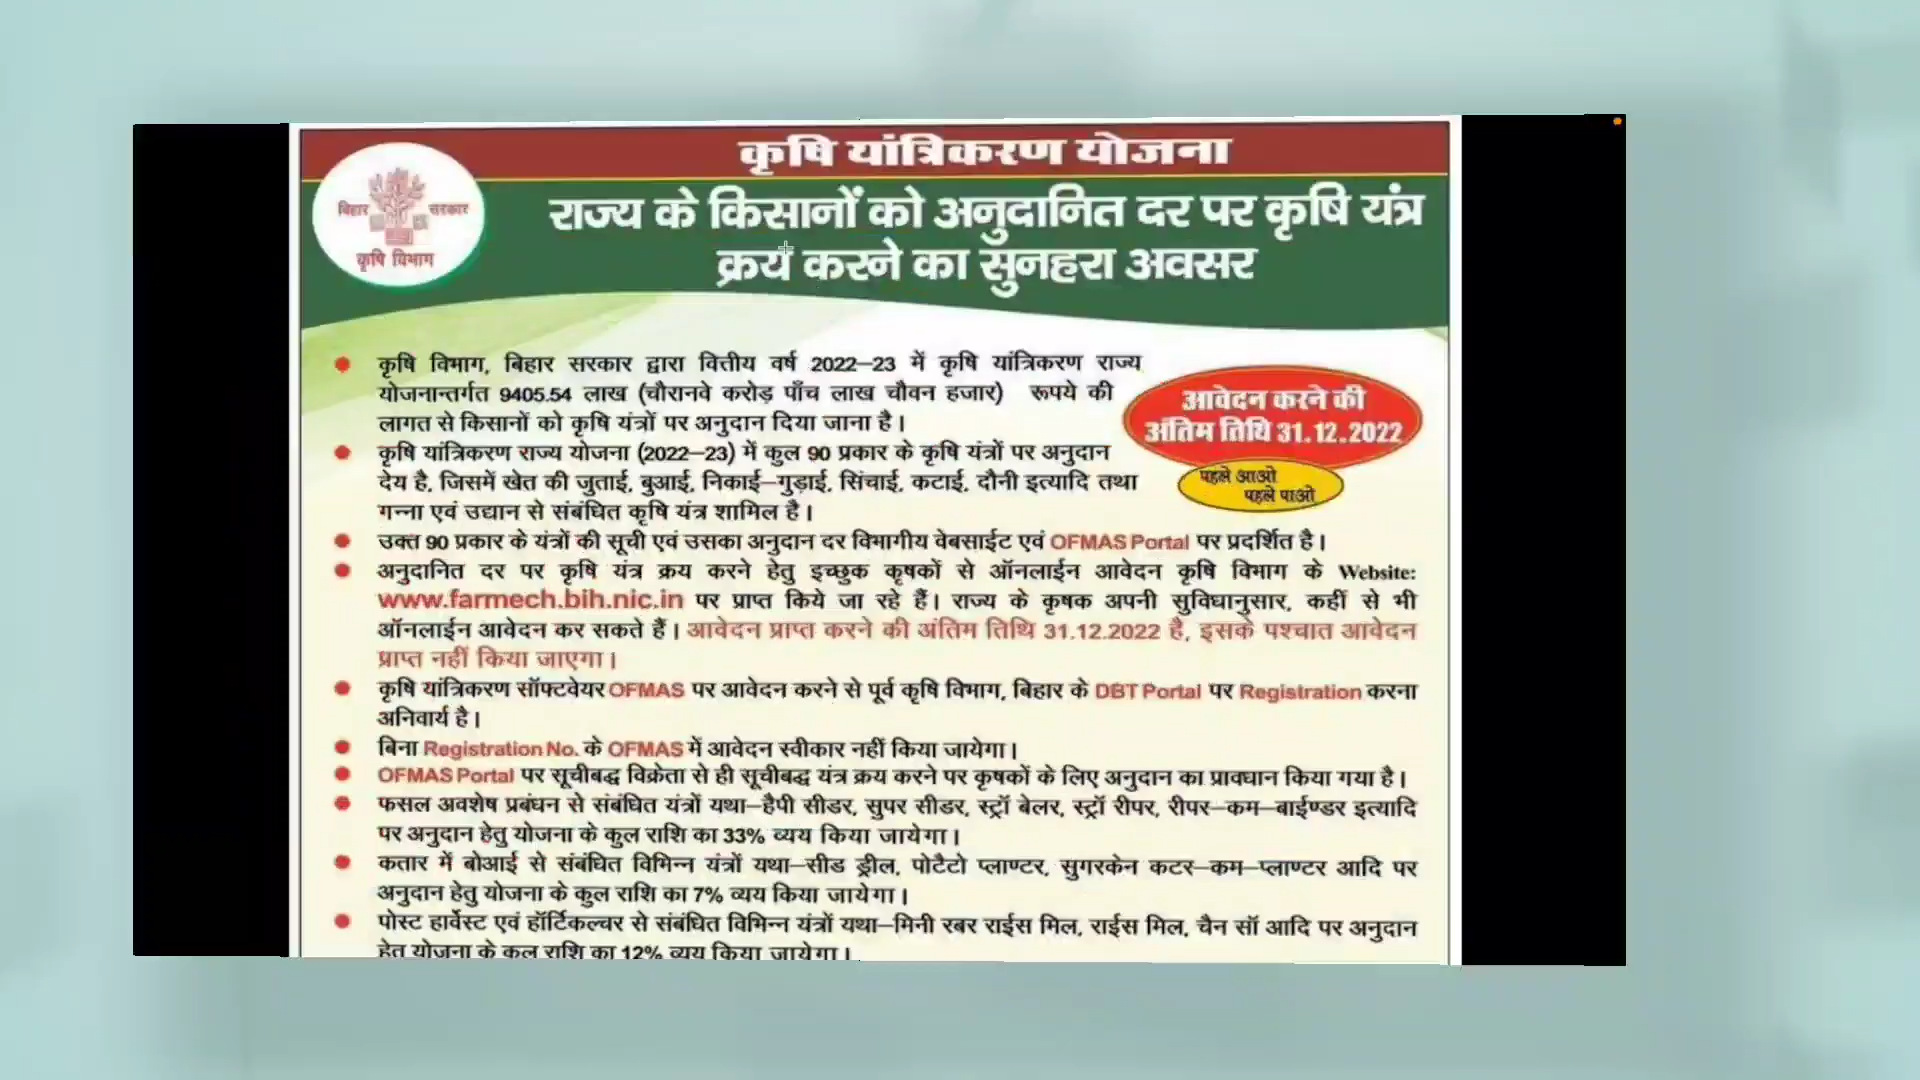 कृषि यांत्रिकरण योजना
बिहार सरकार
कृषि विभाग
राज्य के किसानों को अनुदानित दर पर कृषि यंत्र
क्रय करने का सुनहरा अवसर
कृषि विभाग, बिहार सरकार द्वारा वित्तीय वर्ष 2022–23 में कृषि यांत्रिकरण राज्य
योजनान्तर्गत 9405.54 लाख (चौरानवे करोड़ पाँच लाख चौवन हजार) रूपये की
लागत से किसानों को कृषि यंत्रों पर अनुदान दिया जाना है।
आवेदन करने की
अंतिम तिथि 31.12.2022
पहले आओ
पहले पाओ
कृषि यांत्रिकरण राज्य योजना (2022–23) में कुल 90 प्रकार के कृषि यंत्रों पर अनुदान
देय है, जिसमें खेत की जुताई, बुआई, निकाई–गुड़ाई, सिंचाई, कटाई, दौनी इत्यादि तथा
गन्ना एवं उद्यान से संबंधित कृषि यंत्र शामिल है।
उक्त 90 प्रकार के यंत्रों की सूची एवं उसका अनुदान दर विभागीय वेबसाईट एवं OFMAS Portal पर प्रदर्शित है।
अनुदानित दर पर कृषि यंत्र क्रय करने हेतु इच्छुक कृषकों से ऑनलाईन आवेदन कृषि विभाग के Website:
www.farmech.bih.nic.in पर प्राप्त किये जा रहे हैं। राज्य के कृषक अपनी सुविधानुसार, कहीं से भी
ऑनलाईन आवेदन कर सकते हैं। आवेदन प्राप्त करने की अंतिम तिथि 31.12.2022 है, इसके पश्चात आवेदन
प्राप्त नहीं किया जाएगा।
कृषि यांत्रिकरण सॉफ्टवेयर OFMAS पर आवेदन करने से पूर्व कृषि विभाग, बिहार के DBT Portal पर Registration करना
अनिवार्य है।
बिना Registration No. के OFMAS में आवेदन स्वीकार नहीं किया जायेगा।
OFMAS Portal पर सूचीबद्ध विक्रेता से ही सूचीबद्ध यंत्र क्रय करने पर कृषकों के लिए अनुदान का प्रावधान किया गया है।
फसल अवशेष प्रबंधन से संबंधित यंत्रों यथा–हैपी सीडर, सुपर सीडर, स्ट्रॉ बेलर, स्ट्रॉ रीपर, रीपर–कम–बाईण्डर इत्यादि
पर अनुदान हेतु योजना के कुल राशि का 33% व्यय किया जायेगा।
कतार में बोआई से संबंधित विभिन्न यंत्रों यथा–सीड ड्रील, पोटैटो प्लाण्टर, सुगरकेन कटर–कम–प्लाण्टर आदि पर
अनुदान हेतु योजना के कुल राशि का 7% व्यय किया जायेगा।
पोस्ट हार्वेस्ट एवं हॉर्टिकल्चर से संबंधित विभिन्न यंत्रों यथा–मिनी रबर राईस मिल, राईस मिल, चैन सॉ आदि पर अनुदान
हेतु योजना के कुल राशि का 12% व्यय किया जायेगा।